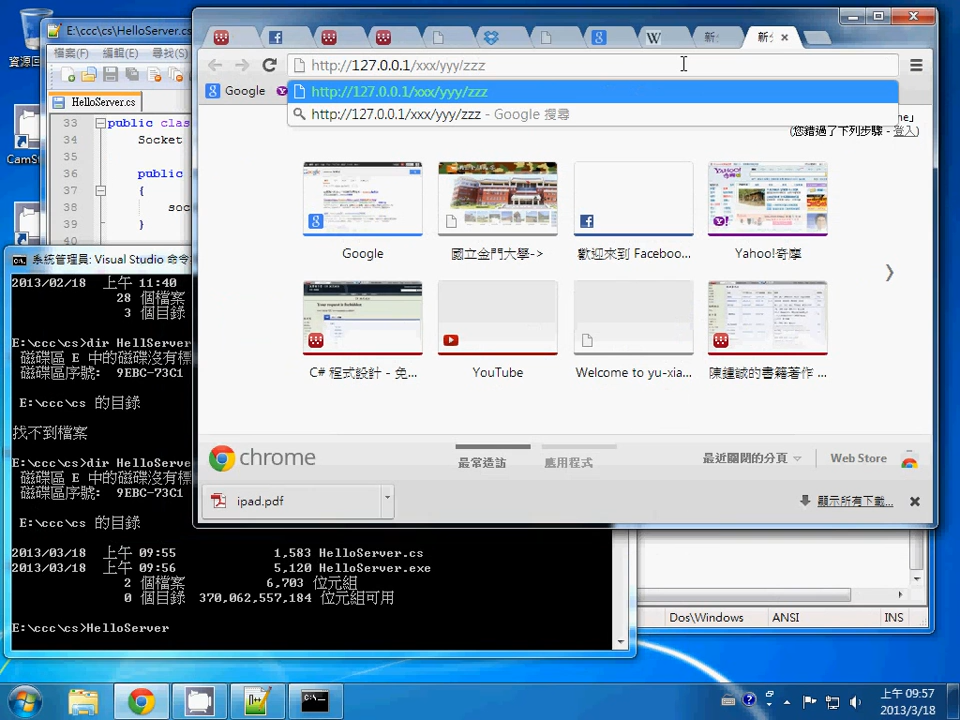 資源回
CamSt
E:\ccc\cs\HelloServer.cs
檔案(F) 編輯(E) 尋找(S)
HelloServer.cs
33 public class
34 Socket
35
36 public
37 {
38 soc
39 }
40
新分
新分
http://127.0.0.1/xxx/yyy/zzz
http://127.0.0.1/xxx/yyy/zzz
http://127.0.0.1/xxx/yyy/zzz - Google 搜尋
Google
(您錯過了下列步驟 - 登入)
Google
國立金門大學->
歡迎來到 Faceboo...
Yahoo!奇摩
C# 程式設計 - 免...
YouTube
Welcome to yu-xia...
陳鍾誠的書籍著作 ...
chrome
最常造訪
應用程式
最近關閉的分頁
Web Store
ipad.pdf
顯示所有下載...
系統管理員: Visual Studio 命令
2013/02/18 上午 11:40
28 個檔案
3 個目錄
E:\ccc\cs>dir HellServer
磁碟區 E 中的磁碟沒有標
磁碟區序號: 9EBC-73C1
E:\ccc\cs 的目錄
找不到檔案
E:\ccc\cs>dir HelloServe
磁碟區 E 中的磁碟沒有標
磁碟區序號: 9EBC-73C1
E:\ccc\cs 的目錄
2013/03/18 上午 09:55 1,583 HelloServer.cs
2013/03/18 上午 09:56 5,120 HelloServer.exe
2 個檔案 6,703 位元組
0 個目錄 370,062,557,184 位元組可用
E:\ccc\cs>HelloServer
Dos\Windows ANSI INS
上午 09:57
2013/3/18